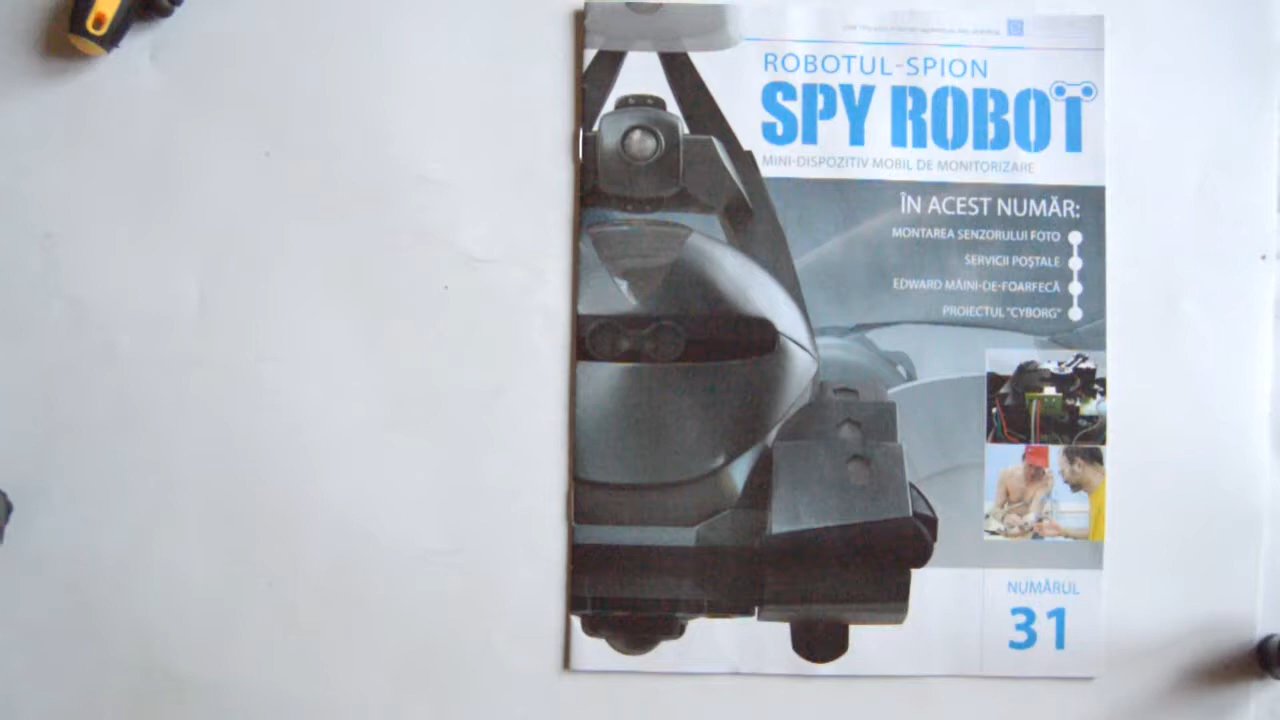 ROBOTUL-SPION
SPY ROBOT
MINI-DISPOZITIV MOBIL DE MONITORIZARE
ÎN ACEST NUMĂR:
MONTAREA SENZORULUI FOTO
SERVICII POŞTALE
EDWARD MÂINI-DE-FOARFECĂ
PROIECTUL "CYBORG"
NUMĂRUL
31